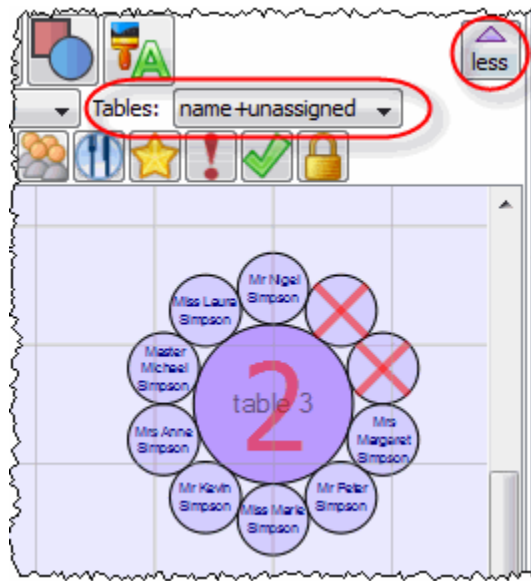 A
less
Tables: name+unassigned
Mr Nigel
Simpson
Miss Laura
Simpson
Master
Michael
Simpson
2
table 3
Mrs Anne
Simpson
Mrs
Margaret
Simpson
Mr Kevin
Simpson
Mr Peter
Simpson
Miss Marie
Simpson